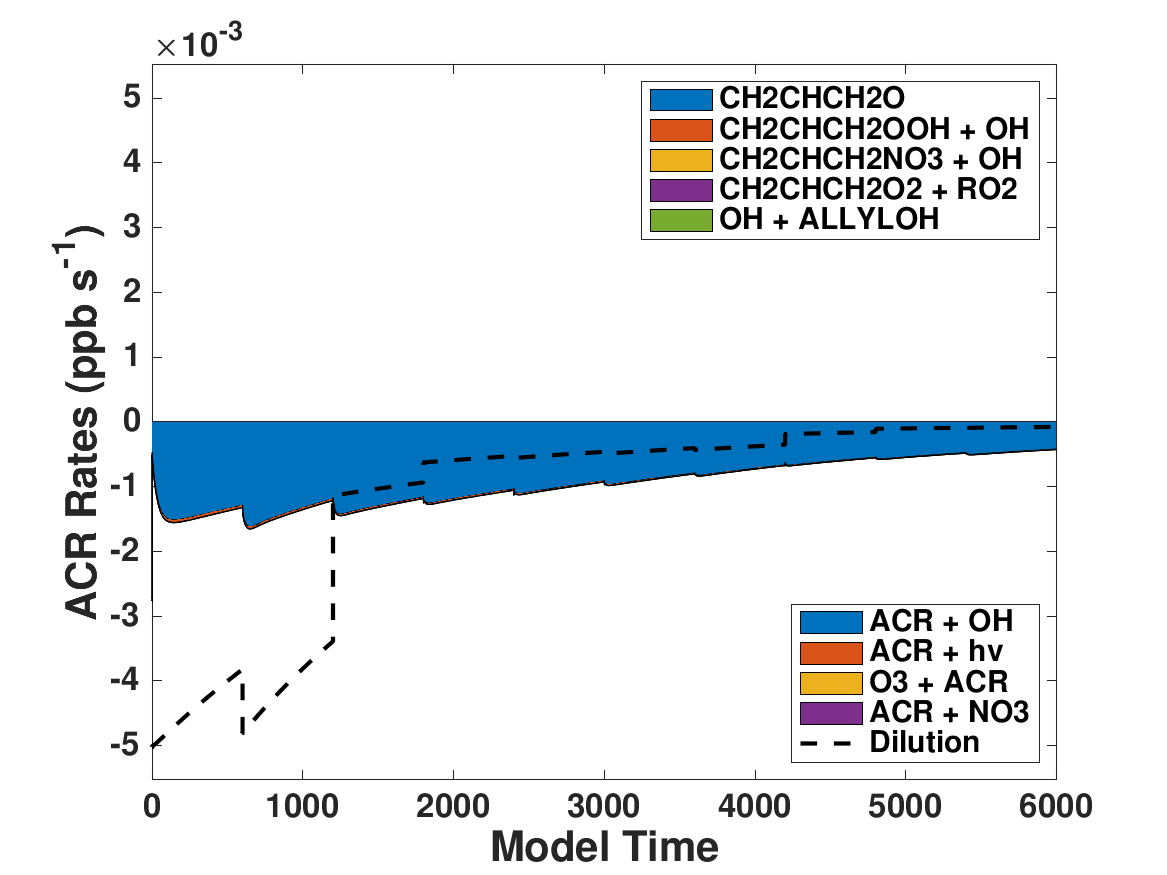 ×10-3
5
4
3
2
1
0
-1
-2
-3
-4
-5
ACR Rates (ppb s-1)
CH2CHCH2O
CH2CHCH2OOH + OH
CH2CHCH2NO3 + OH
CH2CHCH2O2 + RO2
OH + ALLYLOH
ACR + OH
ACR + hv
O3 + ACR
ACR + NO3
Dilution
0 1000 2000 3000 4000 5000 6000
Model Time